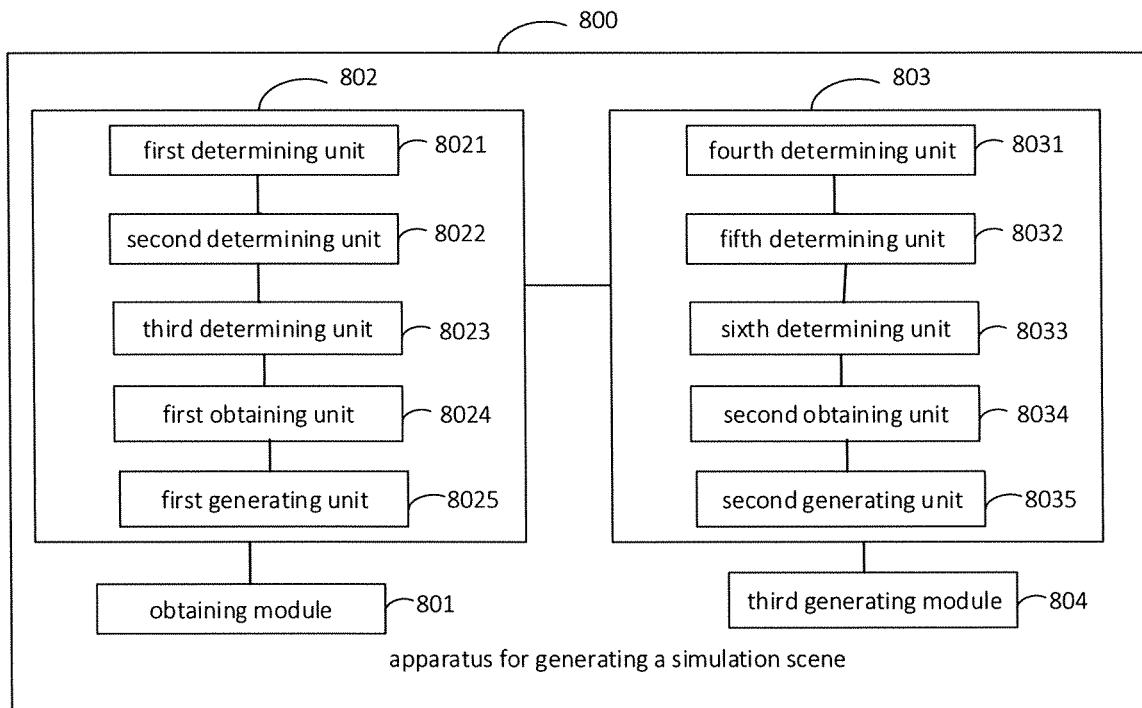 800
802
803
first determining unit
8021
fourth determining unit
8031
second determining unit
8022
fifth determining unit
8032
third determining unit
8023
sixth determining unit
8033
first obtaining unit
8024
second obtaining unit
8034
first generating unit
8025
second generating unit
8035
obtaining module
801
third generating module
804
apparatus for generating a simulation scene